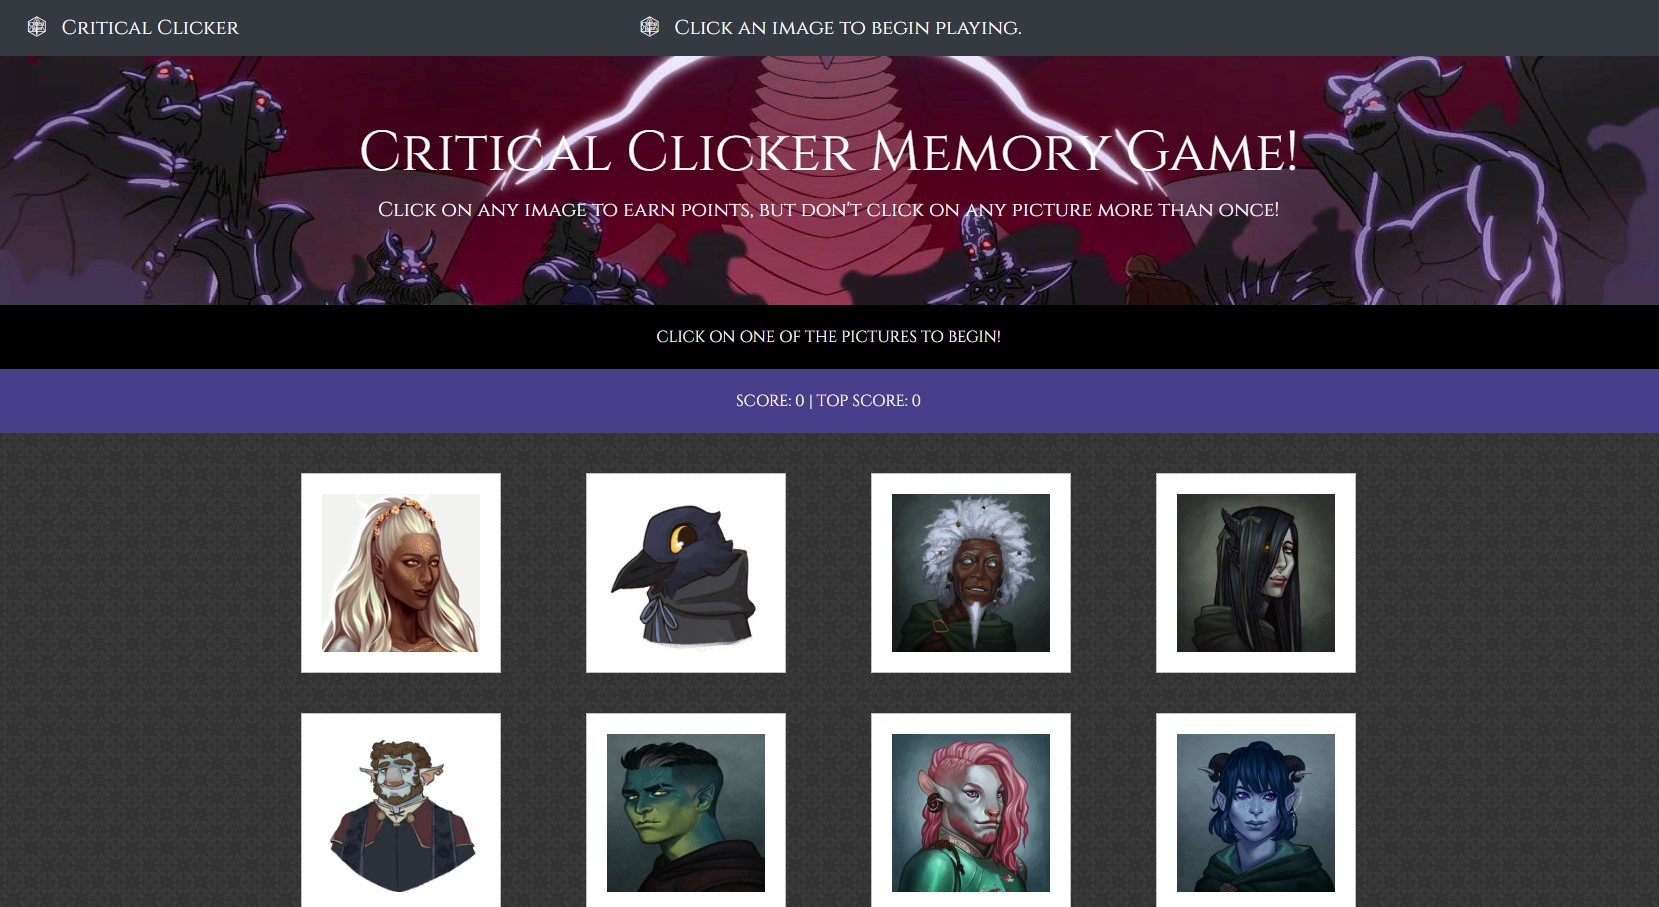 Critical Clicker
Click an image to begin playing.
Critical Clicker Memory Game!
Click on any image to earn points, but don't click on any picture more than once!
CLICK ON ONE OF THE PICTURES TO BEGIN!
SCORE: 0 | TOP SCORE: 0